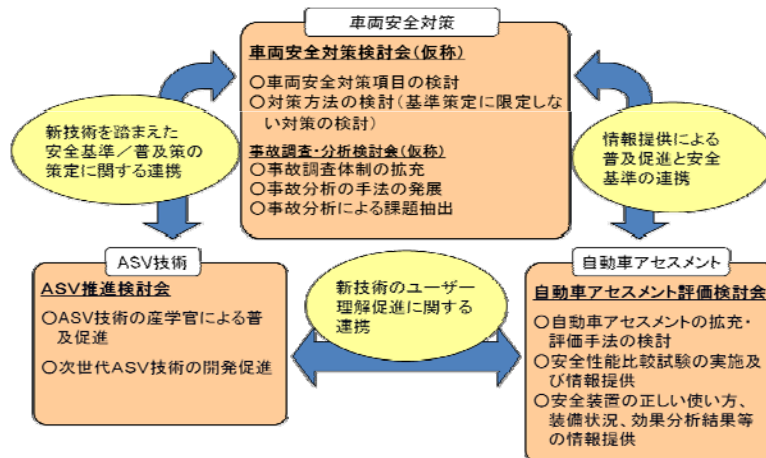 車両安全対策
車両安全対策検討会(仮称)
○車両安全対策項目の検討
○対策方法の検討(基準策定に限定しな
い対策の検討)
事故調査・分析検討会(仮称)
○事故調査体制の拡充
○事故分析の手法の発展
○事故分析による課題抽出
新技術を踏まえた
安全基準／普及策の
策定に関する連携
情報提供による
普及促進と安全
基準の連携
ASV技術
ASV推進検討会
○ASV技術の産学官による普
及促進
○次世代ASV技術の開発促進
新技術のユーザー
理解促進に関する
連携
自動車アセスメント
自動車アセスメント評価検討会
○自動車アセスメントの拡充・
評価手法の検討
○安全性能比較試験の実施及
び情報提供
○安全装置の正しい使い方、
装備状況、効果分析結果等
の情報提供